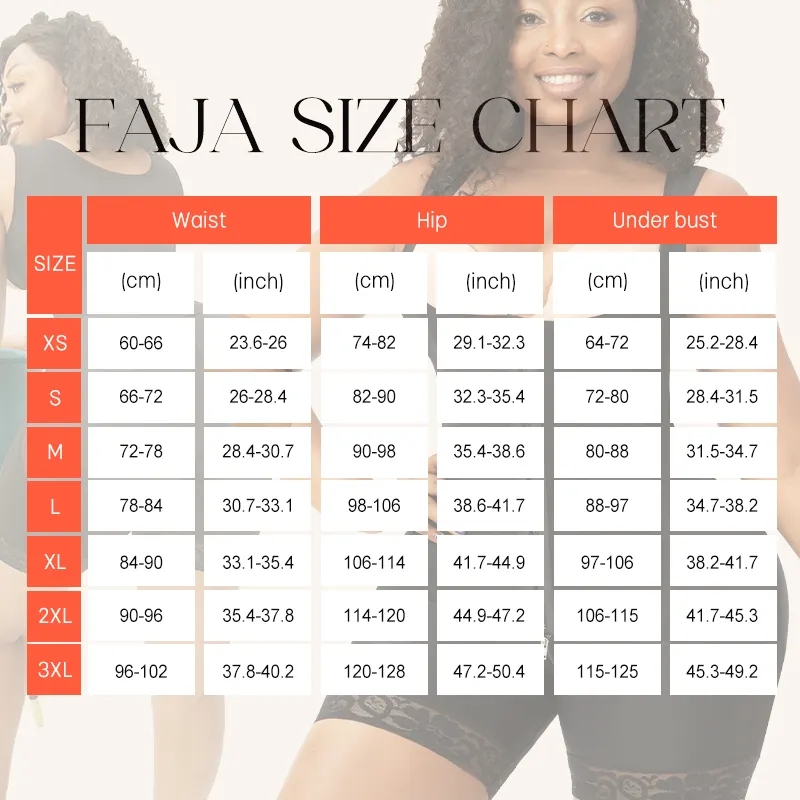 FAJA SIZE CHART
SIZE Waist Hip Under bust
(cm) (inch) (cm) (inch) (cm) (inch)
XS 60-66 23.6-26 74-82 29.1-32.3 64-72 25.2-28.4
S 66-72 26-28.4 82-90 32.3-35.4 72-80 28.4-31.5
M 72-78 28.4-30.7 90-98 35.4-38.6 80-88 31.5-34.7
L 78-84 30.7-33.1 98-106 38.6-41.7 88-97 34.7-38.2
XL 84-90 33.1-35.4 106-114 41.7-44.9 97-106 38.2-41.7
2XL 90-96 35.4-37.8 114-120 44.9-47.2 106-115 41.7-45.3
3XL 96-102 37.8-40.2 120-128 47.2-50.4 115-125 45.3-49.2